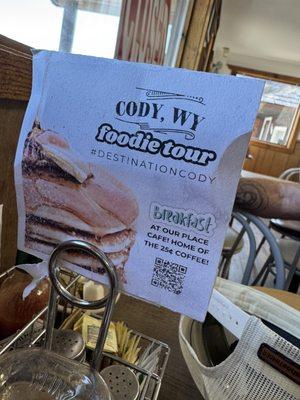 CODY, WY
foodie tour
#DESTINATIONCODY
Breakfast
AT OUR PLACE
CAFE! HOME OF
THE 25¢ COFFEE!